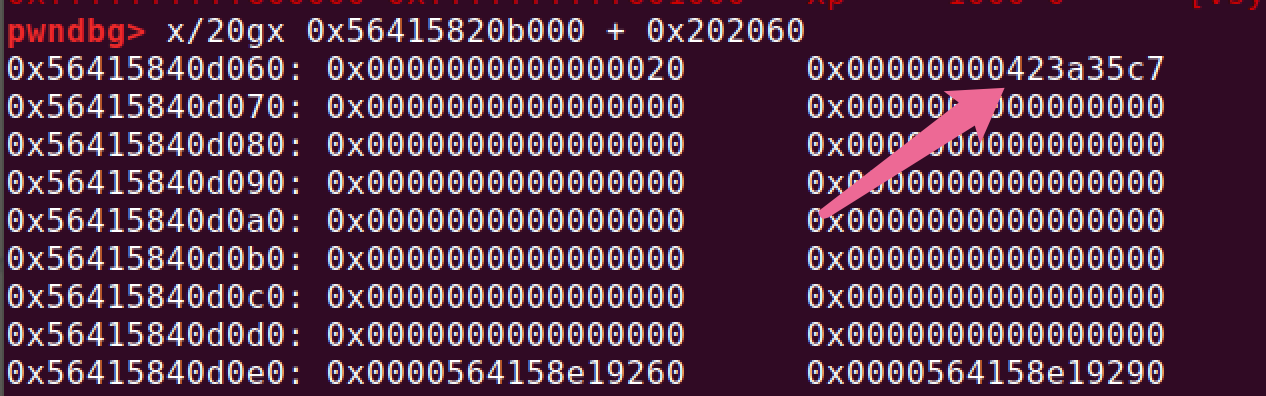 pwndbg> x/20gx 0x56415820b000 + 0x202060
0x56415840d060: 0x0000000000000020 0x00000000423a35c7
0x56415840d070: 0x0000000000000000 0x0000000000000000
0x56415840d080: 0x0000000000000000 0x0000000000000000
0x56415840d090: 0x0000000000000000 0x0000000000000000
0x56415840d0a0: 0x0000000000000000 0x0000000000000000
0x56415840d0b0: 0x0000000000000000 0x0000000000000000
0x56415840d0c0: 0x0000000000000000 0x0000000000000000
0x56415840d0d0: 0x0000000000000000 0x0000000000000000
0x56415840d0e0: 0x0000564158e19260 0x0000564158e19290